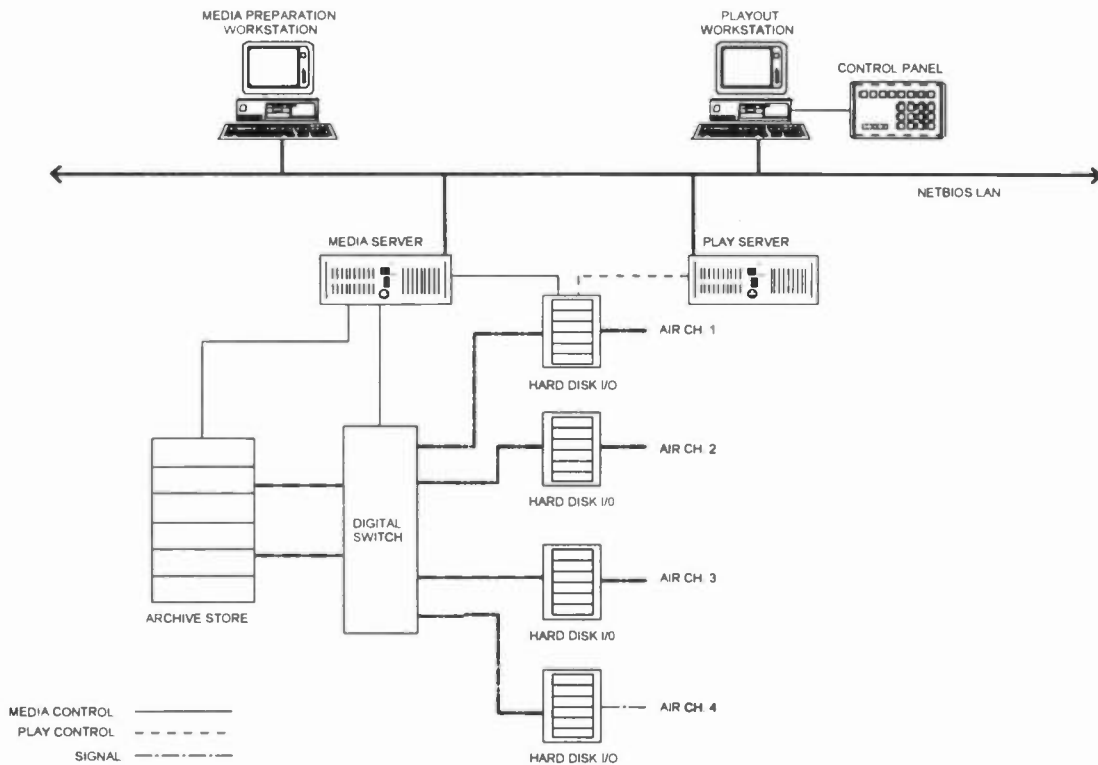 MEDIA PREPARATION
WORKSTATION
PLAYOUT
WORKSTATION
CONTROL PANEL
NETBIOS LAN
MEDIA SERVER
PLAY SERVER
AIR CH. 1
HARD DISK I/O
AIR CH. 2
HARD DISK I/0
DIGITAL
SWITCH
AIR CH. 3
ARCHIVE STORE
HARD DISK I/0
AIR CH. 4
MEDIA CONTROL
PLAY CONTROL
SIGNAL
HARD DISK I/O